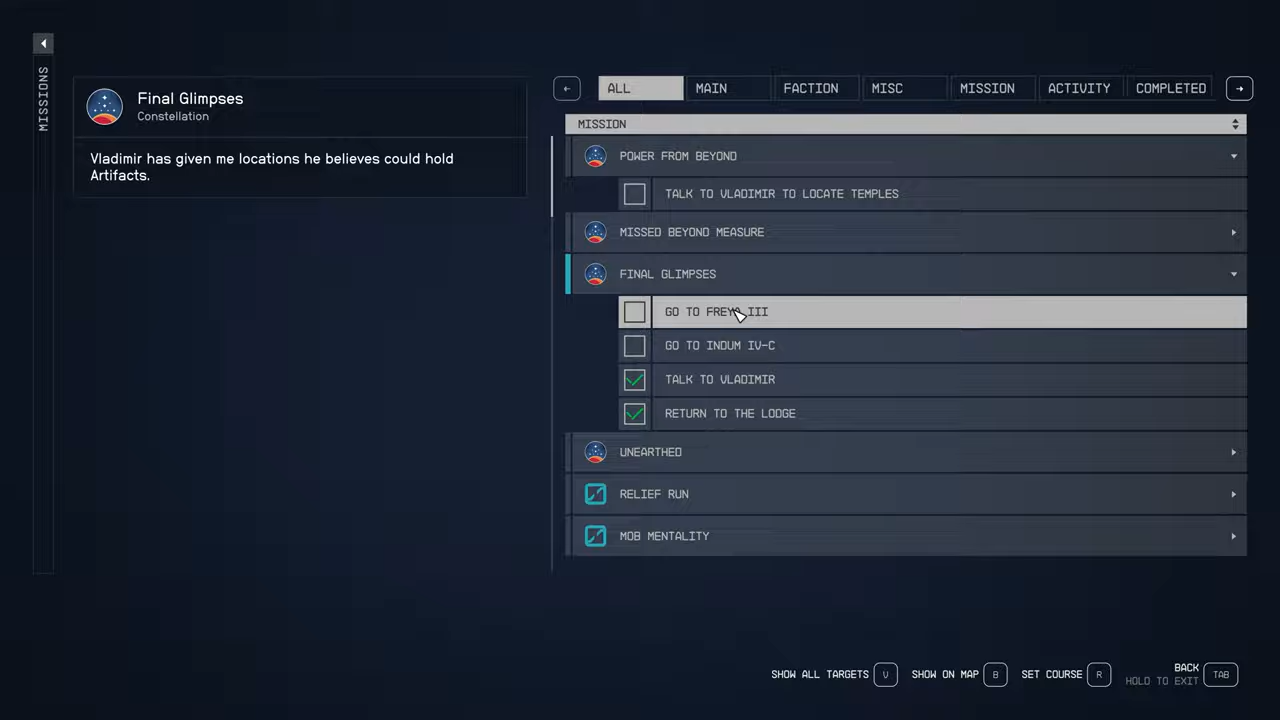 MISSIONS
Final Glimpses
Constellation
Vladimir has given me locations he believes could hold
Artifacts.
ALL MAIN FACTION MISC MISSION ACTIVITY COMPLETED
MISSION
POWER FROM BEYOND
TALK TO VLADIMIR TO LOCATE TEMPLES
MISSED BEYOND MEASURE
FINAL GLIMPSES
GO TO FREYA III
GO TO INDUM IV-C
TALK TO VLADIMIR
RETURN TO THE LODGE
UNEARTHED
RELIEF RUN
MOB MENTALITY
SHOW ALL TARGETS V SHOW ON MAP B SET COURSE R BACK TAB
HOLD TO EXIT